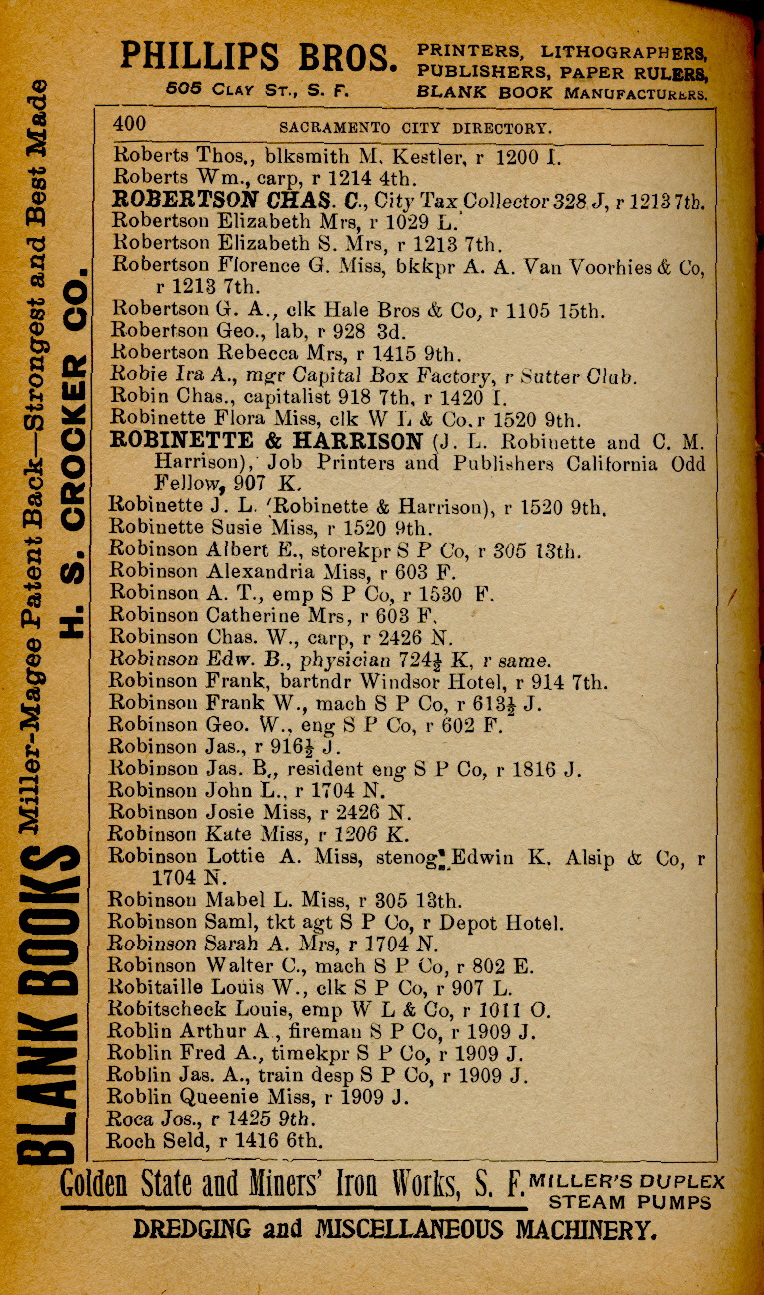 PHILLIPS BROS.
505 CLAY ST., S. F.
PRINTERS, LITHOGRAPHERS,
PUBLISHERS, PAPER RULERS,
BLANK BOOK MANUFACTURERS.
BLANK BOOKS
Miller-Magee Patent Back—Strongest and Best Made
H. S. CROCKER CO.
400
SACRAMENTO CITY DIRECTORY.
Roberts Thos., blksmith M. Kestler, r 1200 I.
Roberts Wm., carp, r 1214 4th.
ROBERTSON CHAS. C., City Tax Collector 328 J, r 1213 7th.
Robertson Elizabeth Mrs, r 1029 L.
Robertson Elizabeth S. Mrs, r 1213 7th.
Robertson Florence G. Miss, bkkpr A. A. Van Voorhies & Co,
r 1213 7th.
Robertson G. A., clk Hale Bros & Co, r 1105 15th.
Robertson Geo., lab, r 928 3d.
Robertson Rebecca Mrs, r 1415 9th.
Robie Ira A., mgr Capital Box Factory, r Sutter Club.
Robin Chas., capitalist 918 7th, r 1420 I.
Robinette Flora Miss, clk W L & Co. r 1520 9th.
ROBINETTE & HARRISON (J. L. Robinette and C. M.
Harrison), Job Printers and Publishers California Odd
Fellow, 907 K.
Robinette J. L. (Robinette & Harrison), r 1520 9th.
Robinette Susie Miss, r 1520 9th.
Robinson Albert E., storekpr S P Co, r 305 13th.
Robinson Alexandria Miss, r 603 F.
Robinson A. T., emp S P Co, r 1530 F.
Robinson Catherine Mrs, r 603 F.
Robinson Chas. W., carp, r 2426 N.
Robinson Edw. B., physician 724½ K, r same.
Robinson Frank, bartndr Windsor Hotel, r 914 7th.
Robinson Frank W., mach S P Co, r 613½ J.
Robinson Geo. W., eng S P Co, r 602 F.
Robinson Jas., r 916½ J.
Robinson Jas. B., resident eng S P Co, r 1816 J.
Robinson John L., r 1704 N.
Robinson Josie Miss, r 2426 N.
Robinson Kate Miss, r 1206 K.
Robinson Lottie A. Miss, stenog. Edwin K. Alsip & Co, r
1704 N.
Robinson Mabel L. Miss, r 305 13th.
Robinson Saml, tkt agt S P Co, r Depot Hotel.
Robinson Sarah A. Mrs, r 1704 N.
Robinson Walter C., mach S P Co, r 802 E.
Robitaille Louis W., clk S P Co, r 907 L.
Robitscheck Louis, emp W L & Co, r 1011 O.
Roblin Arthur A , fireman S P Co, r 1909 J.
Roblin Fred A., timekpr S P Co, r 1909 J.
Roblin Jas. A., train desp S P Co, r 1909 J.
Roblin Queenie Miss, r 1909 J.
Roca Jos., r 1425 9th.
Roch Seld, r 1416 6th.
Golden State and Miners' Iron Works, S. F.
MILLER'S DUPLEX
STEAM PUMPS
DREDGING and MISCELLANEOUS MACHINERY.